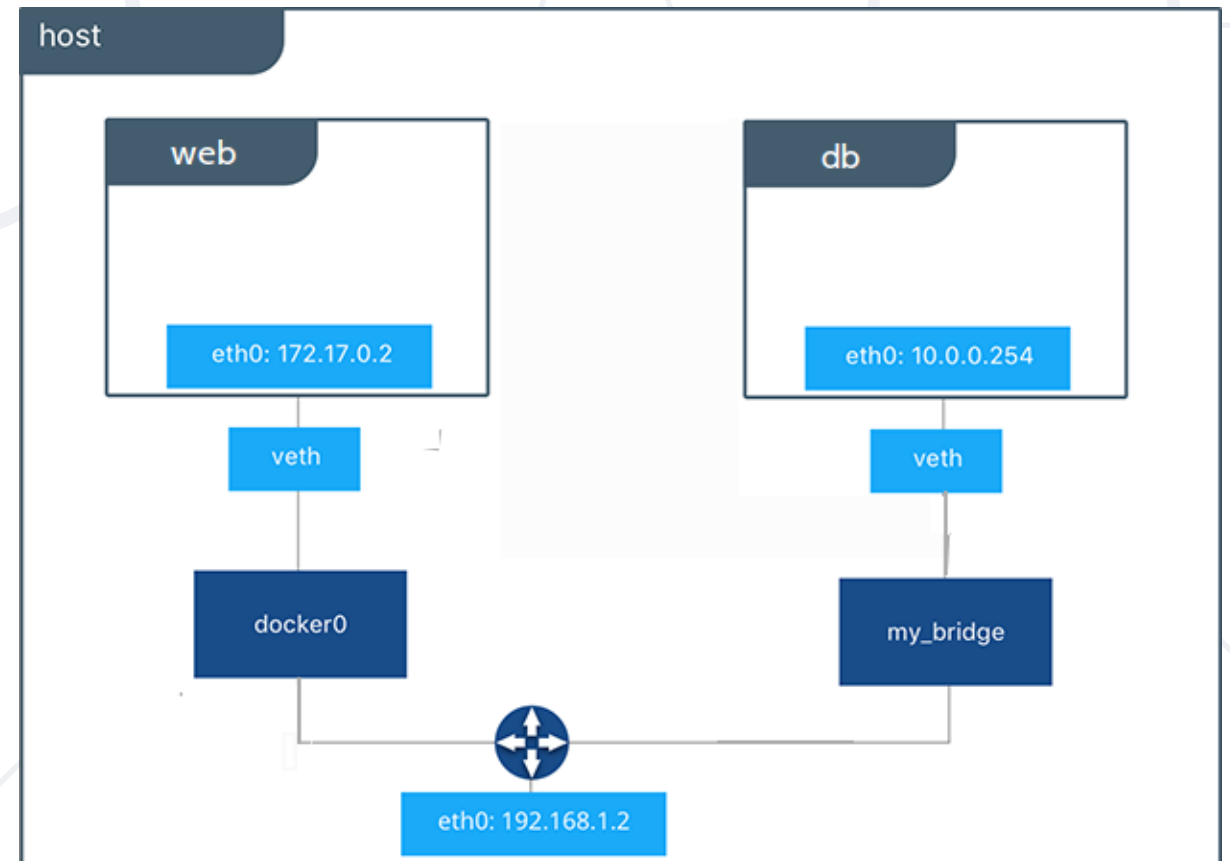 host
web
db
eth0: 172.17.0.2
eth0: 10.0.0.254
veth
veth
docker0
my_bridge
eth0: 192.168.1.2